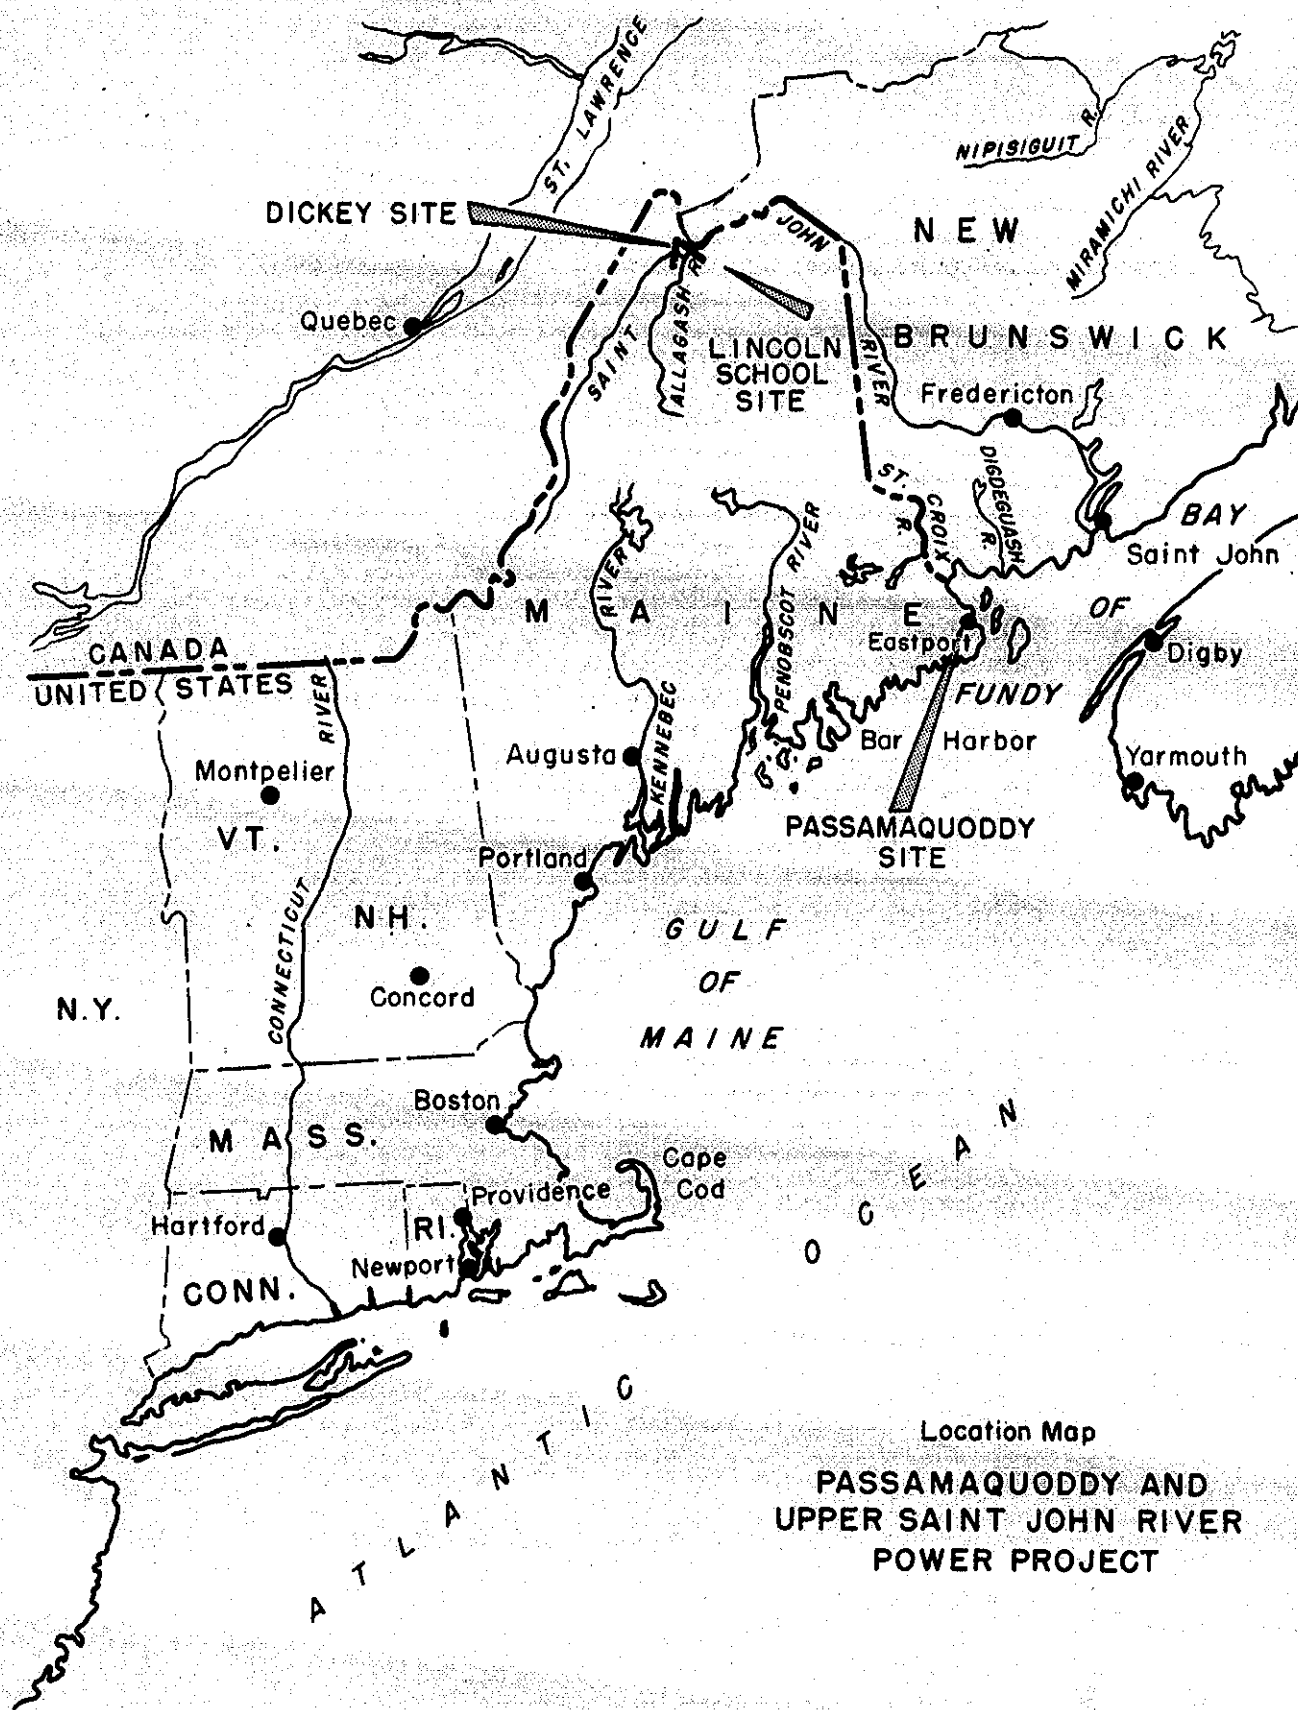 ST. LAWRENCE
NIPISIGUIT R.
MIRAMICHI RIVER
DICKEY SITE
SAINT
JOHN
RIVER
NEW
BRUNSWICK
Quebec
ALLAGASH R.
LINCOLN
SCHOOL
SITE
Fredericton
ST.
CROIX
R.
DIGDEGUASH
R.
BAY
OF
FUNDY
Saint John
MAINE
RIVER
KENNEBEC
PENOBSCOT RIVER
Eastport
Digby
CANADA
UNITED STATES
RIVER
CONNECTICUT
Augusta
Bar Harbor
Yarmouth
Montpelier
VT.
PASSAMAQUODDY
SITE
Portland
N.H.
GULF
OF
MAINE
Concord
N.Y.
Boston
MASS.
Cape
Cod
Providence
Hartford
R.I.
Newport
CONN.
ATLANTIC OCEAN
Location Map
PASSAMAQUODDY AND
UPPER SAINT JOHN RIVER
POWER PROJECT